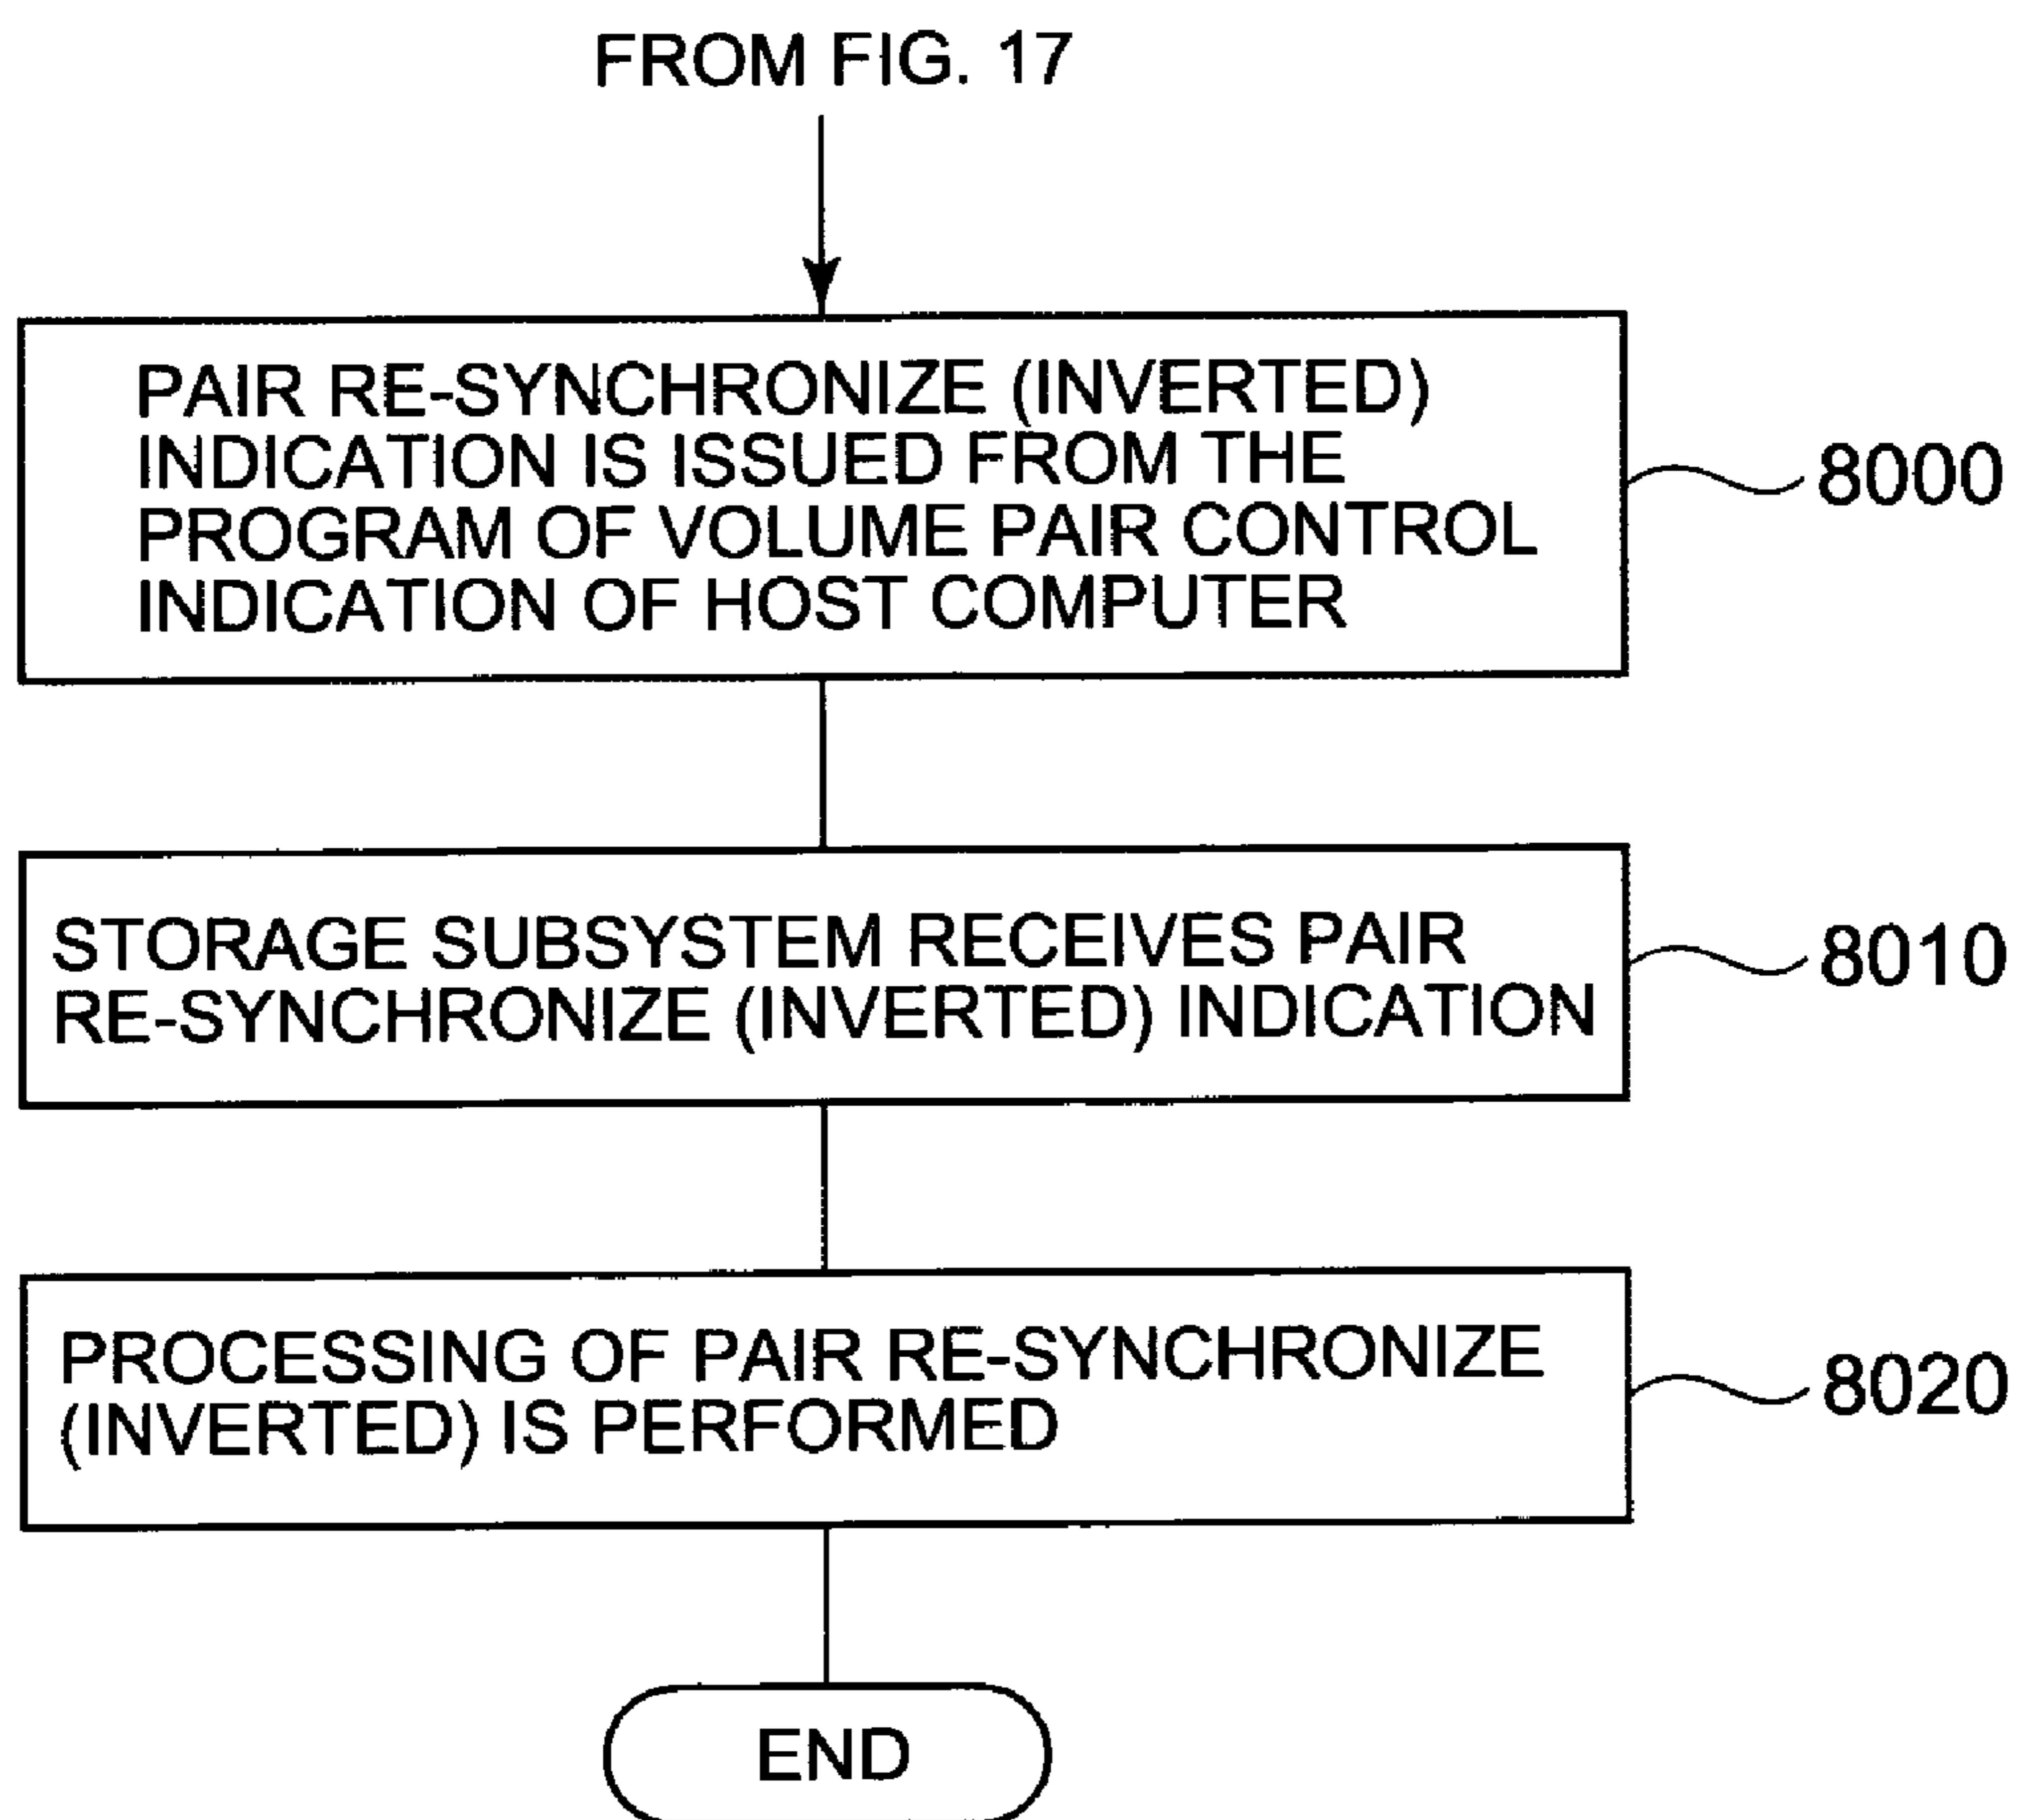 FROM FIG. 17
PAIR RE-SYNCHRONIZE (INVERTED)
INDICATION IS ISSUED FROM THE
PROGRAM OF VOLUME PAIR CONTROL
INDICATION OF HOST COMPUTER
8000
STORAGE SUBSYSTEM RECEIVES PAIR
RE-SYNCHRONIZE (INVERTED) INDICATION
8010
PROCESSING OF PAIR RE-SYNCHRONIZE
(INVERTED) IS PERFORMED
8020
END